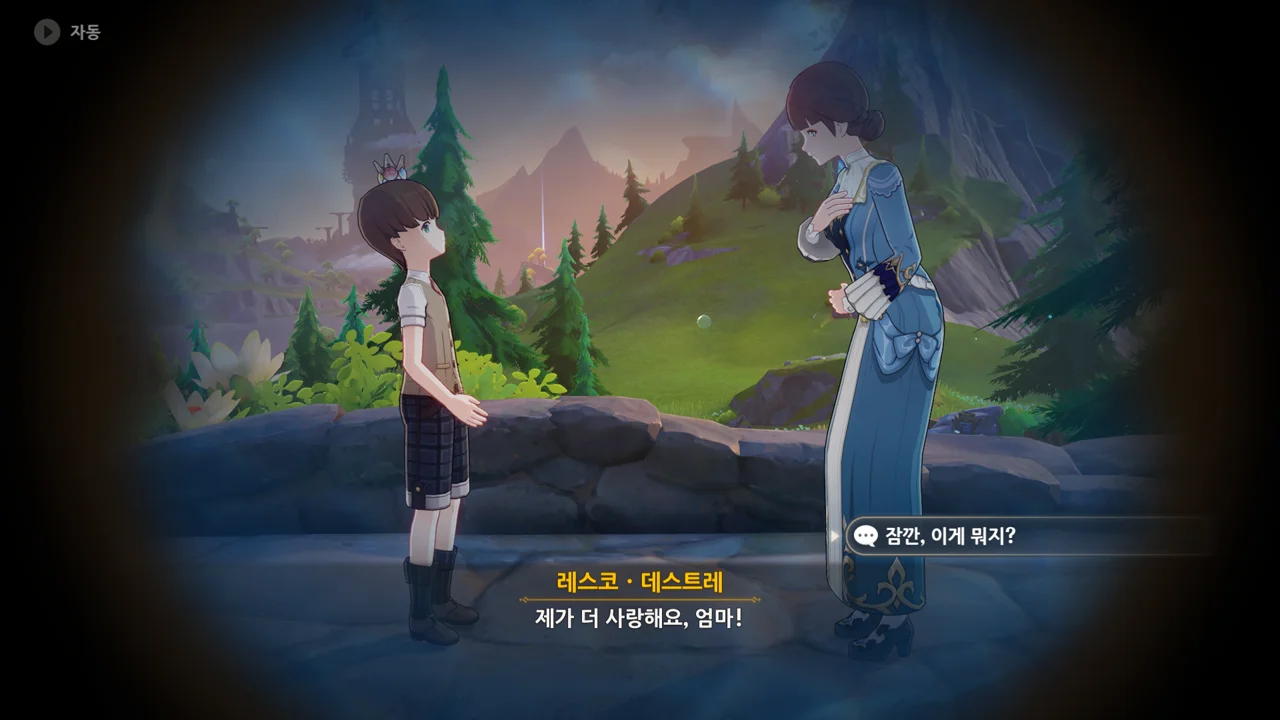 자동
잠깐, 이게 뭐지?
레스코 · 데스트레
제가 더 사랑해요, 엄마!